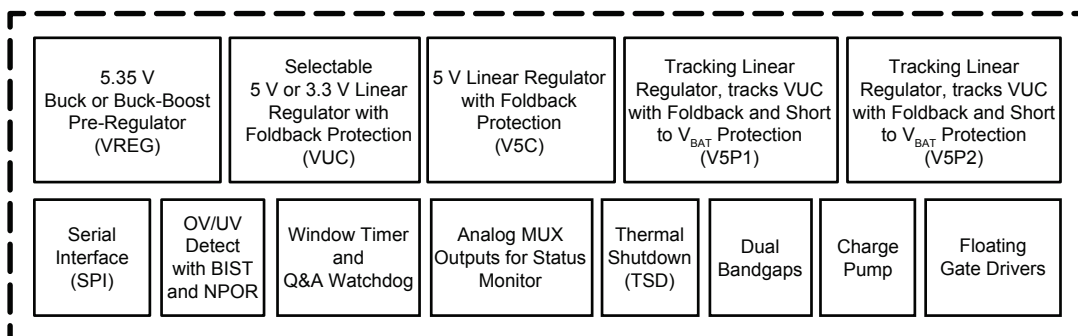 5.35 V
Buck or Buck-Boost
Pre-Regulator
(VREG)
Selectable
5 V or 3.3 V Linear
Regulator with
Foldback Protection
(VUC)
5 V Linear Regulator
with Foldback
Protection
(V5C)
Tracking Linear
Regulator, tracks VUC
with Foldback and Short
to VBAT Protection
(V5P1)
Tracking Linear
Regulator, tracks VUC
with Foldback and Short
to VBAT Protection
(V5P2)
Serial
Interface
(SPI)
OV/UV
Detect
with BIST
and NPOR
Window Timer
and
Q&A Watchdog
Analog MUX
Outputs for Status
Monitor
Thermal
Shutdown
(TSD)
Dual
Bandgaps
Charge
Pump
Floating
Gate Drivers